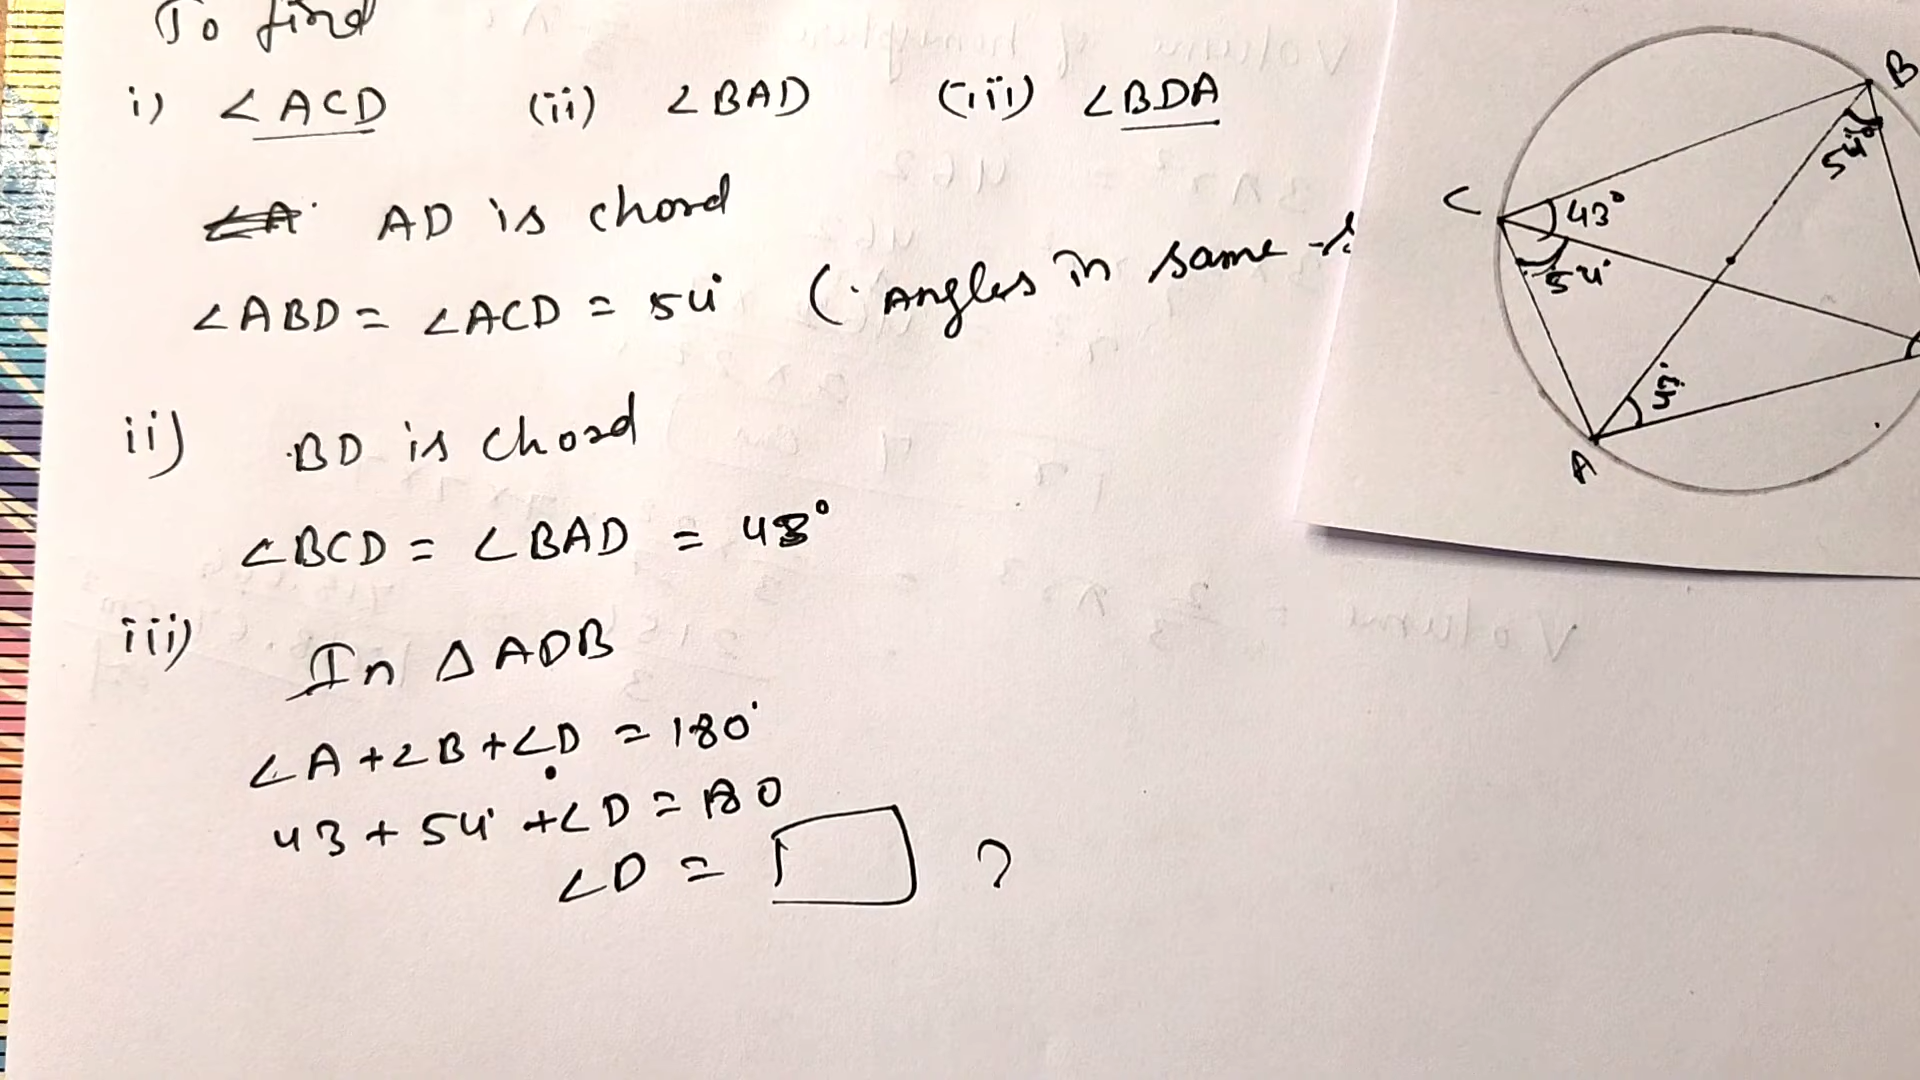 To find
i) ∠ACD (ii) ∠BAD (iii) ∠BDA
AD is chord
∠ABD = ∠ACD = 54° (∵ Angles in same
ii) BD is chord
∠BCD = ∠BAD = 43°
iii) In △ADB
∠A + ∠B + ∠D = 180°
43 + 54° + ∠D = 180
∠D = ?
B
54°
C
43°
54°
43°
A